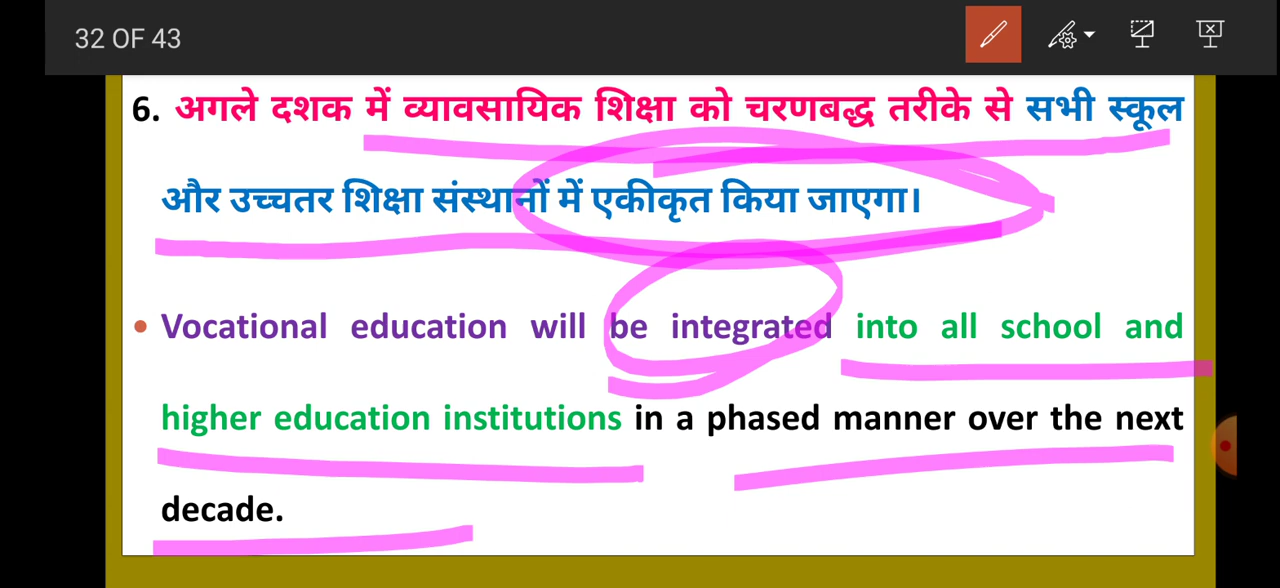 32 OF 43
6. अगले दशक में व्यावसायिक शिक्षा को चरणबद्ध तरीके से सभी स्कूल
और उच्चतर शिक्षा संस्थानों में एकीकृत किया जाएगा।
• Vocational education will be integrated into all school and
higher education institutions in a phased manner over the next
decade.